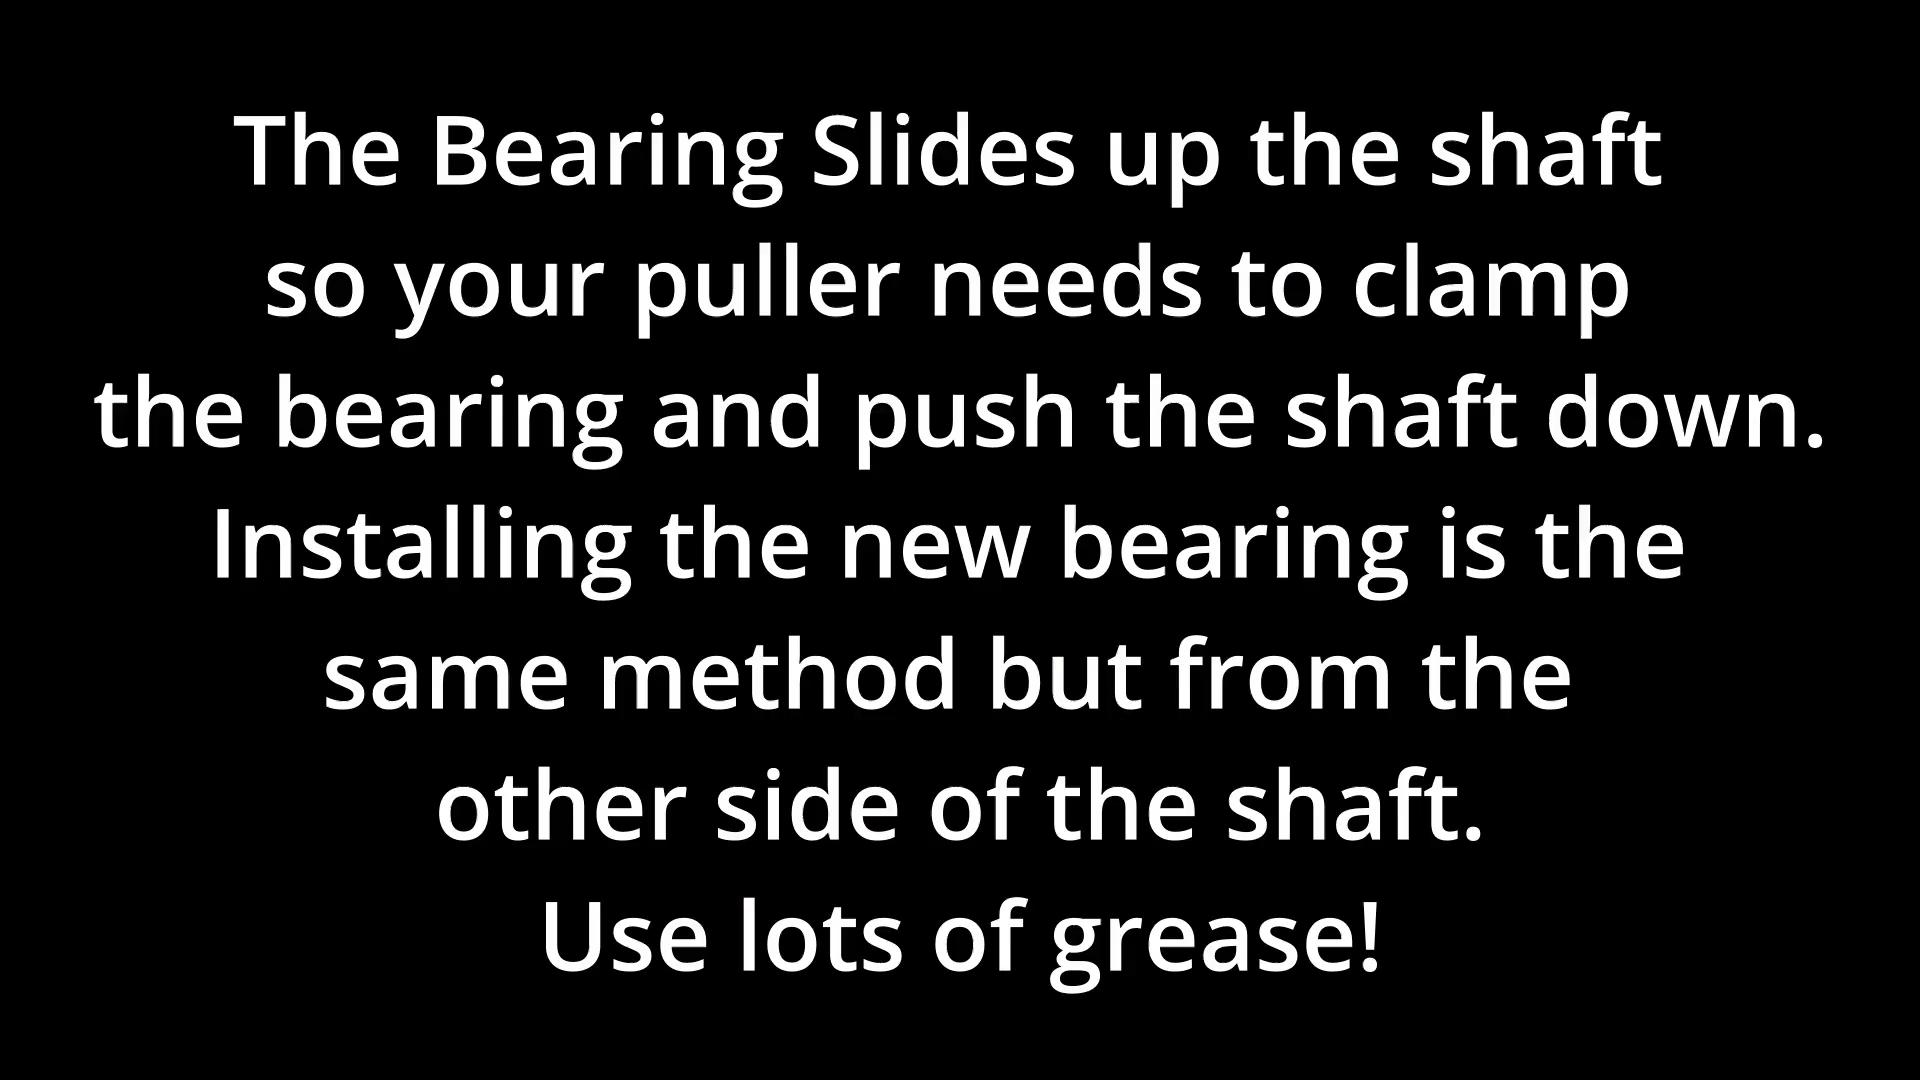 The Bearing Slides up the shaft
so your puller needs to clamp
the bearing and push the shaft down.
Installing the new bearing is the
same method but from the
other side of the shaft.
Use lots of grease!